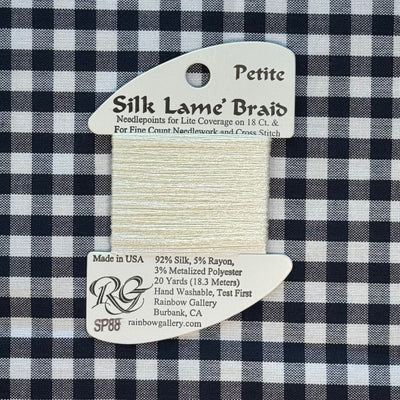 Petite
Silk Lamé Braid
Needlepoints for Lite Coverage on 18 Ct. &
For Fine Count Needlework and Cross Stitch
Made in USA
92% Silk, 5% Rayon,
3% Metalized Polyester
20 Yards (18.3 Meters)
Hand Washable, Test First
Rainbow Gallery
Burbank, CA
rainbowgallery.com
RG
SP88